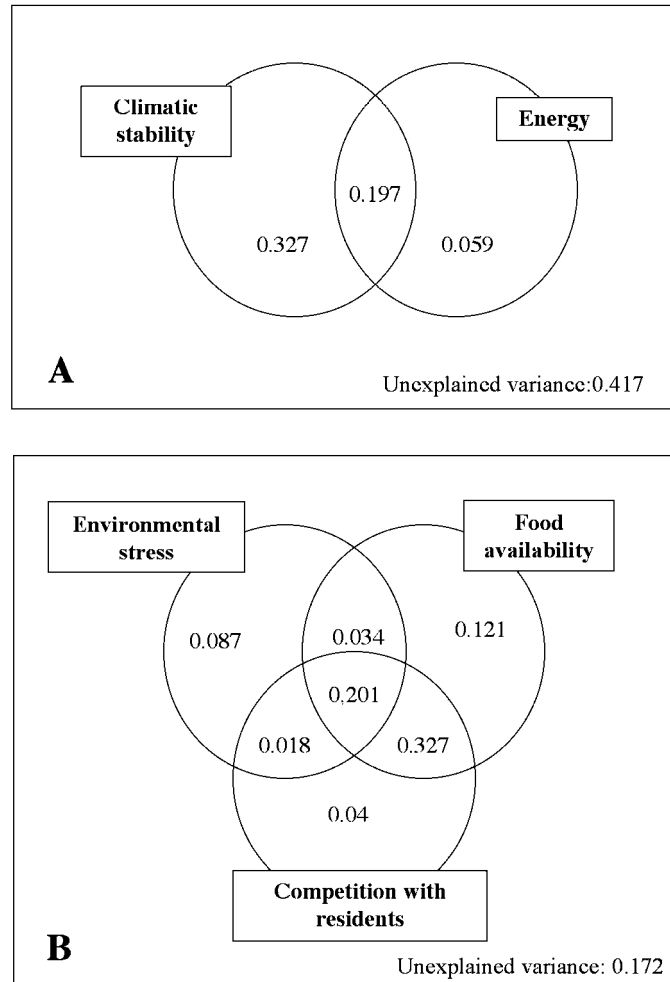 Climatic
stability
Energy
0.197
0.327
0.059
A
Unexplained variance:0.417
Environmental
stress
Food
availability
0.087
0.034
0.121
0,201
0.018
0.327
0.04
Competition with
residents
B
Unexplained variance: 0.172